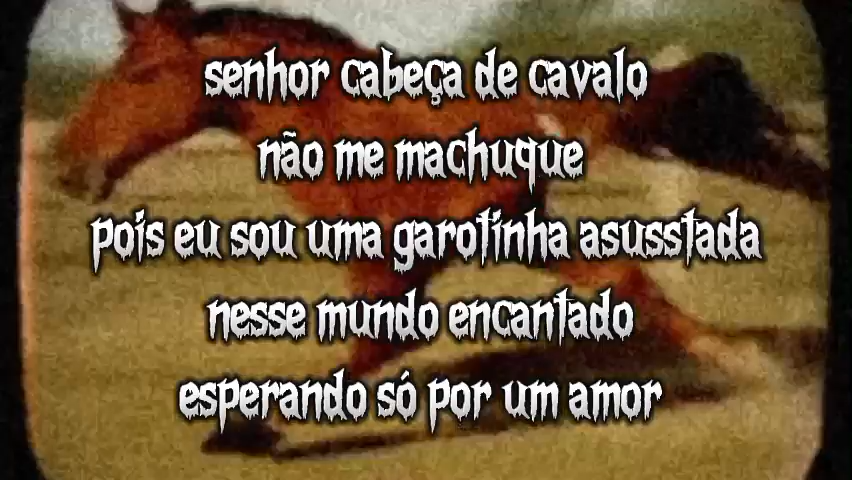 senhor cabeça de cavalo
não me machuque
pois eu sou uma garotinha asusstada
nesse mundo encantado
esperando só por um amor